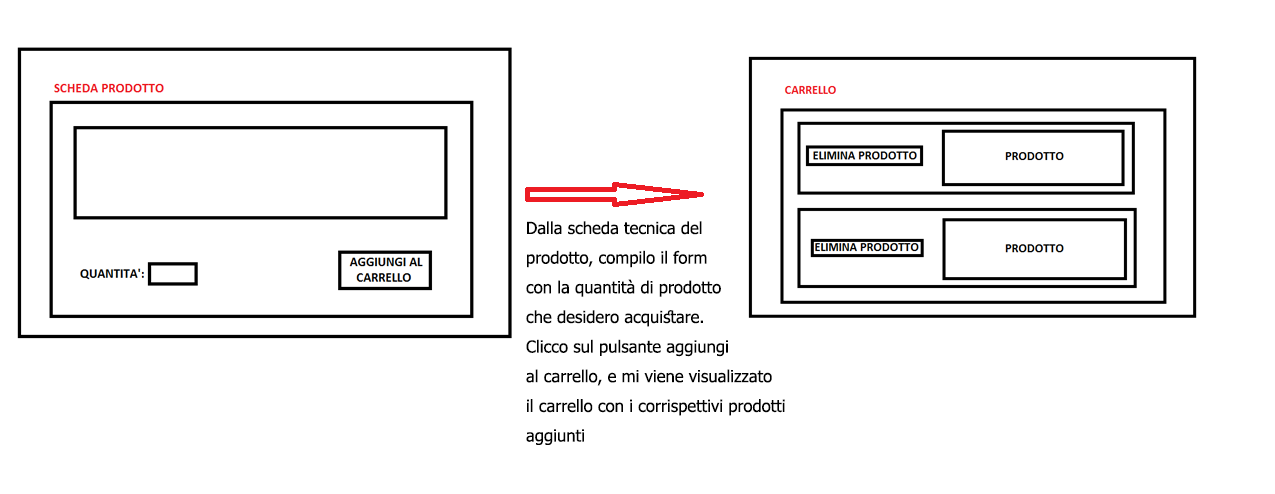 SCHEDA PRODOTTO
QUANTITA':
AGGIUNGI AL
CARRELLO
Dalla scheda tecnica del
prodotto, compilo il form
con la quantità di prodotto
che desidero acquistare.
Clicco sul pulsante aggiungi
al carrello, e mi viene visualizzato
il carrello con i corrispettivi prodotti
aggiunti
CARRELLO
ELIMINA PRODOTTO
PRODOTTO
ELIMINA PRODOTTO
PRODOTTO